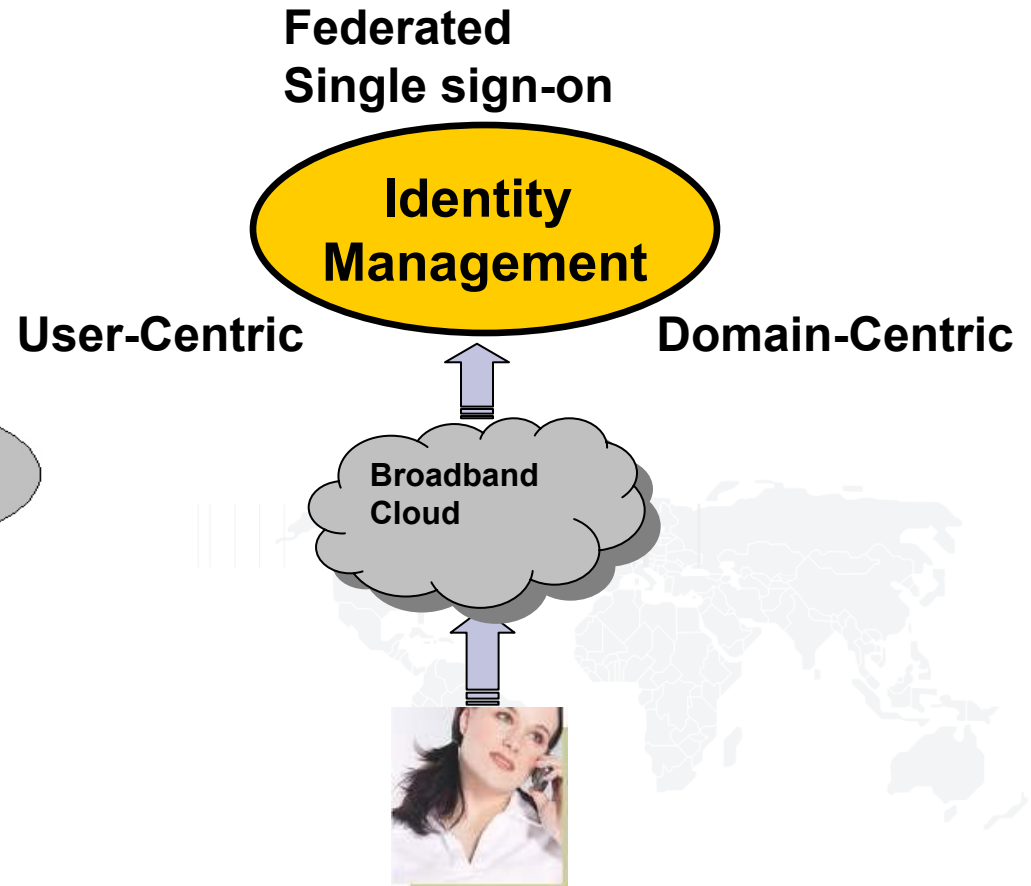 Federated
Single sign-on
Identity
Management
User-Centric
Domain-Centric
Broadband
Cloud